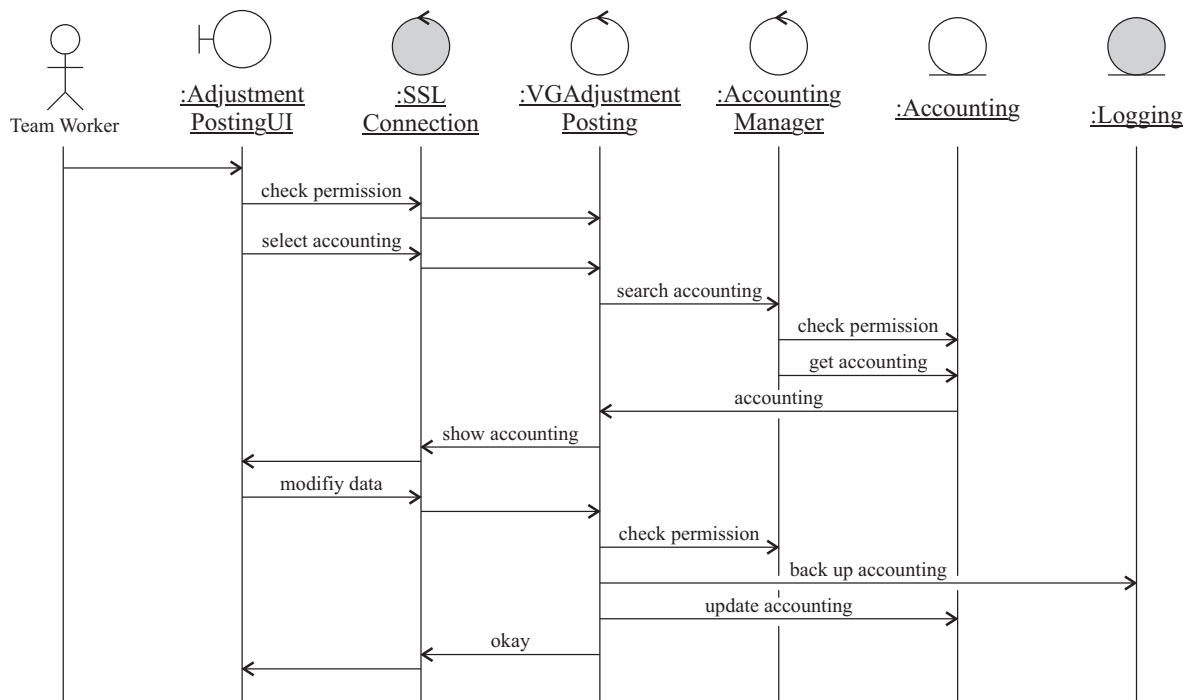 Team Worker
:Adjustment
PostingUI
:SSL
Connection
:VGAdjustment
Posting
:Accounting
Manager
:Accounting
:Logging
check permission
select accounting
search accounting
check permission
get accounting
accounting
show accounting
modifiy data
check permission
back up accounting
update accounting
okay